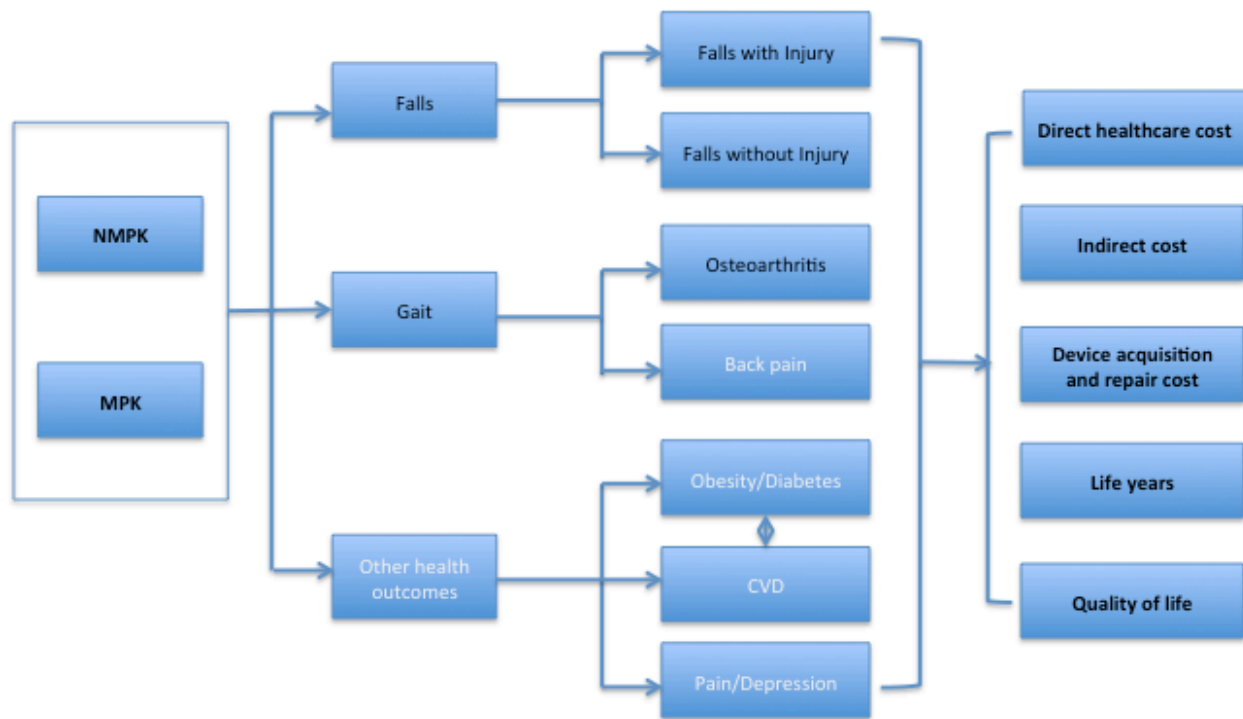 NMPK
MPK
Falls
Gait
Other health
outcomes
Falls with Injury
Falls without Injury
Osteoarthritis
Back pain
Obesity/Diabetes
CVD
Pain/Depression
Direct healthcare cost
Indirect cost
Device acquisition
and repair cost
Life years
Quality of life